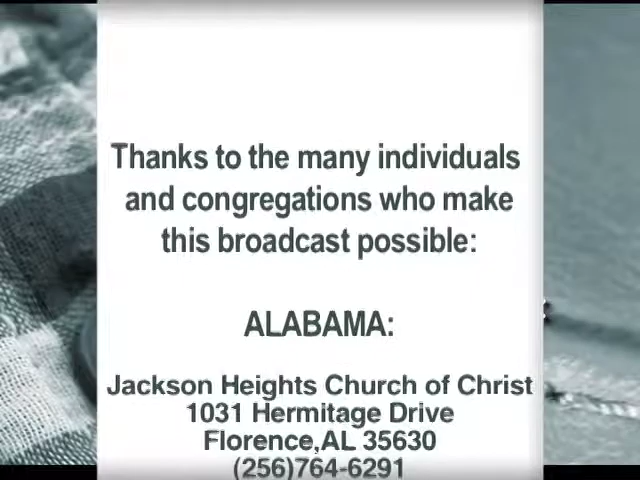 Thanks to the many individuals
and congregations who make
this broadcast possible:
ALABAMA:
Jackson Heights Church of Christ
1031 Hermitage Drive
Florence,AL 35630
(256)764-6291